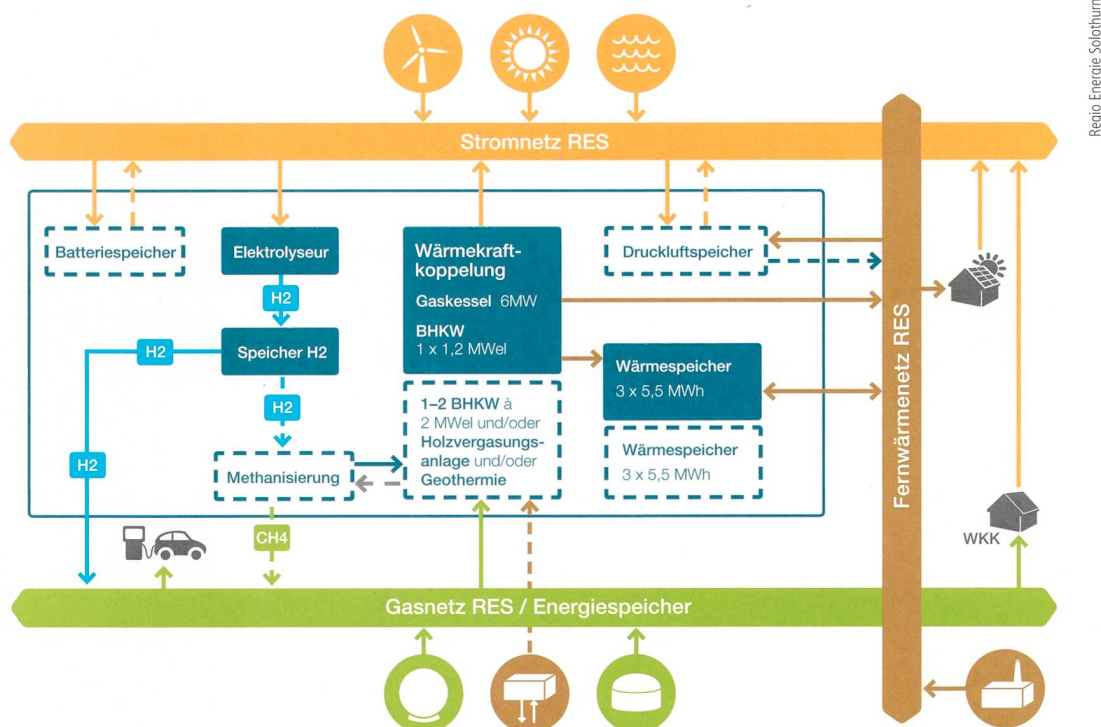 Regio Energie Solothurn
Stromnetz RES
Batteriespeicher
Elektrolyseur
H2
Speicher H2
H2
H2
H2
Methanisierung
CH4
Wärmekraft-
koppelung
Gaskessel 6MW
BHKW
1 x 1,2 MWel
1–2 BHKW à
2 MWel und/oder
Holzvergasungs-
anlage und/oder
Geothermie
Druckluftspeicher
Wärmespeicher
3 x 5,5 MWh
Wärmespeicher
3 x 5,5 MWh
Fernwärmenetz RES
WKK
Gasnetz RES / Energiespeicher